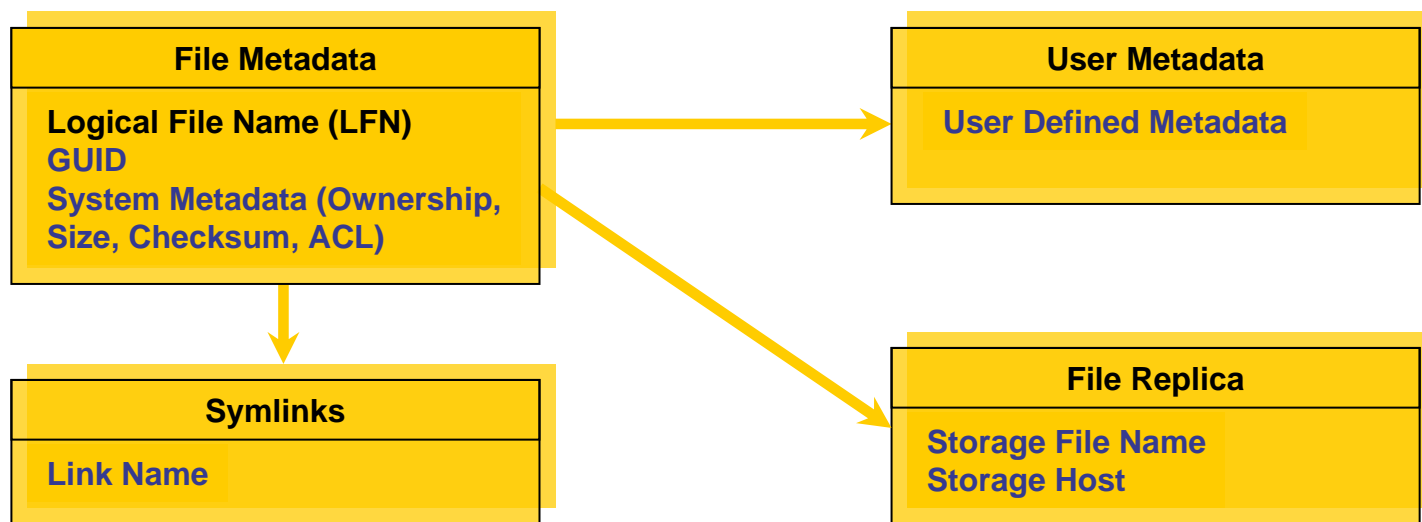 File Metadata
Logical File Name (LFN)
GUID
System Metadata (Ownership,
Size, Checksum, ACL)
User Metadata
User Defined Metadata
Symlinks
Link Name
File Replica
Storage File Name
Storage Host